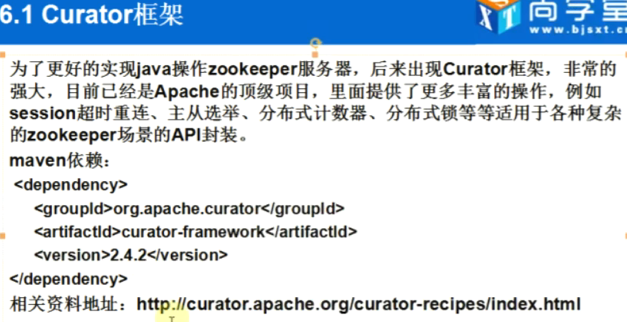 6.1 Curator框架
尚学堂
www.bjsxt.com
为了更好的实现java操作zookeeper服务器，后来出现Curator框架，非常的
强大，目前已经是Apache的顶级项目，里面提供了更多丰富的操作，例如
session超时重连、主从选举、分布式计数器、分布式锁等等适用于各种复杂
的zookeeper场景的API封装。
maven依赖：
<dependency>
<groupId>org.apache.curator</groupId>
<artifactId>curator-framework</artifactId>
<version>2.4.2</version>
</dependency>
相关资料地址：http://curator.apache.org/curator-recipes/index.html